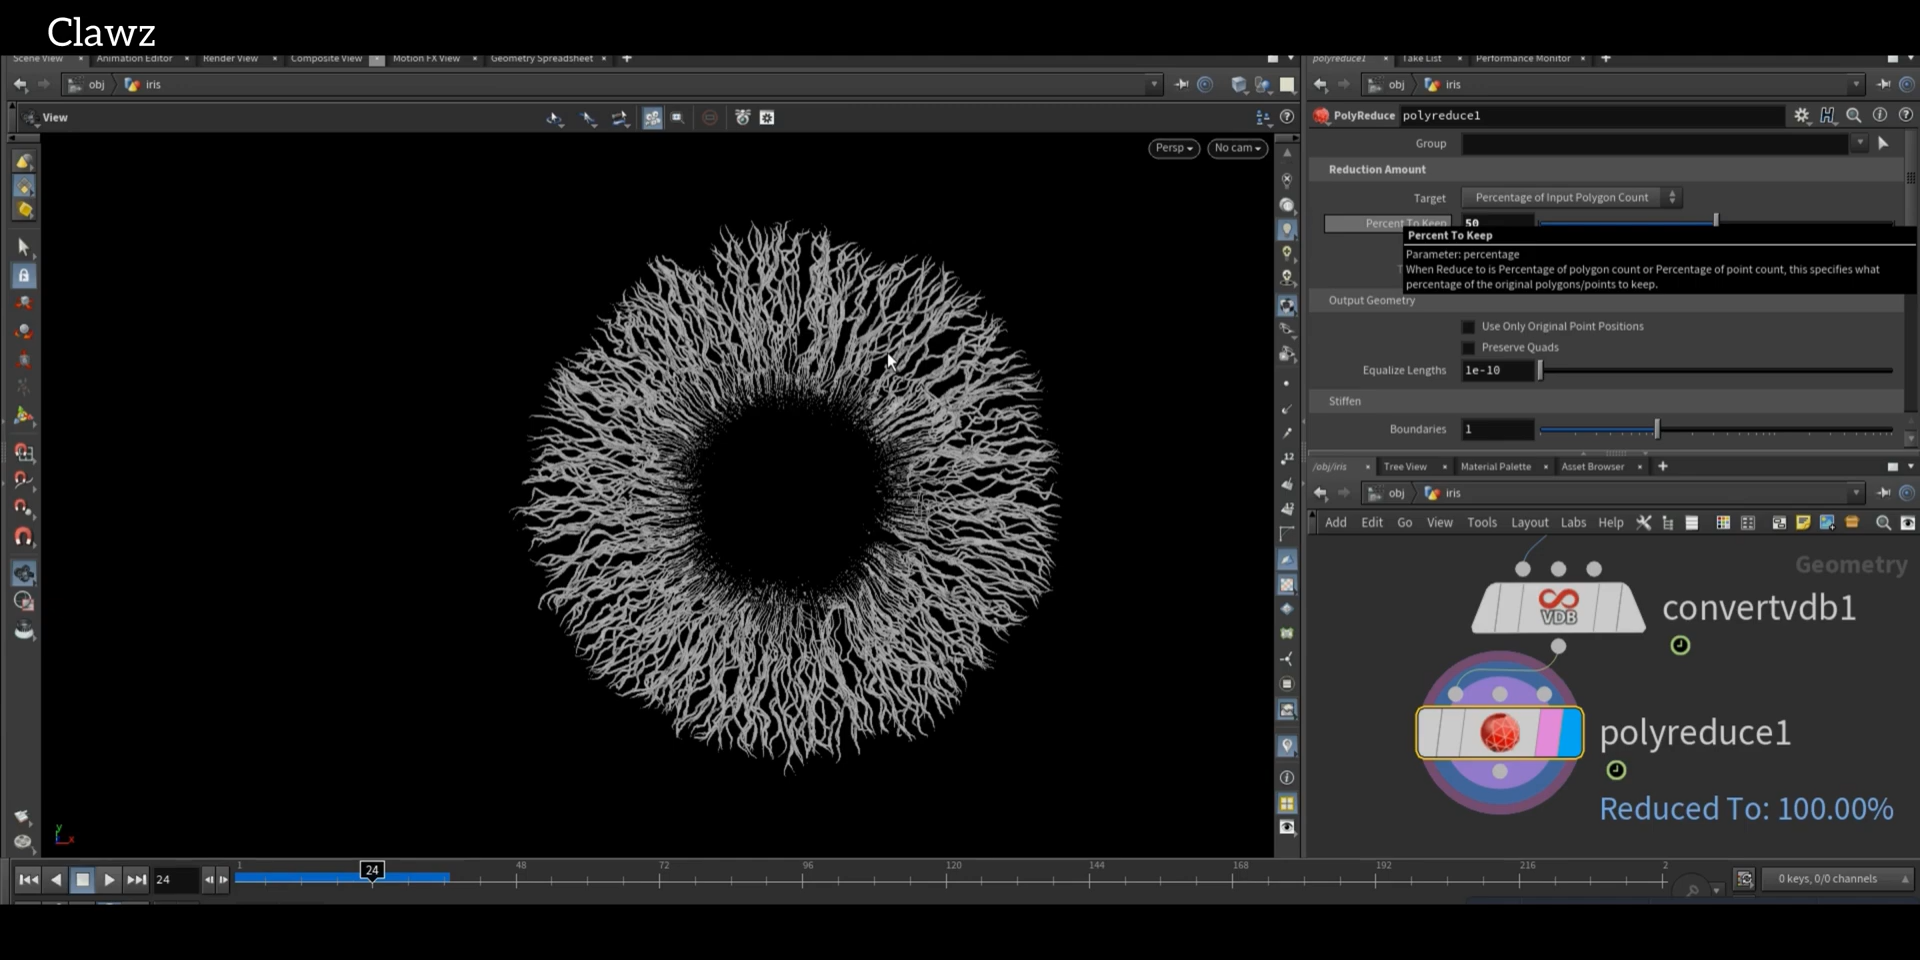 Clawz
Scene View Animation Editor Render View Composite View Motion FX View Geometry Spreadsheet
obj iris
View
Persp No cam
polyreduce1 Take List Performance Monitor
obj iris
PolyReduce polyreduce1
Group
Reduction Amount
Target Percentage of Input Polygon Count
Percent To Keep 50
Percent To Keep
Parameter: percentage
When Reduce to is Percentage of polygon count or Percentage of point count, this specifies what
percentage of the original polygons/points to keep.
Output Geometry
Use Only Original Point Positions
Preserve Quads
Equalize Lengths 1e-10
Stiffen
Boundaries 1
/obj/iris Tree View Material Palette Asset Browser
obj iris
Add Edit Go View Tools Layout Labs Help
Geometry
VDB
convertvdb1
polyreduce1
Reduced To: 100.00%
y
x
12
24
1 24 48 72 96 120 144 168 192 216 2
0 keys, 0/0 channels